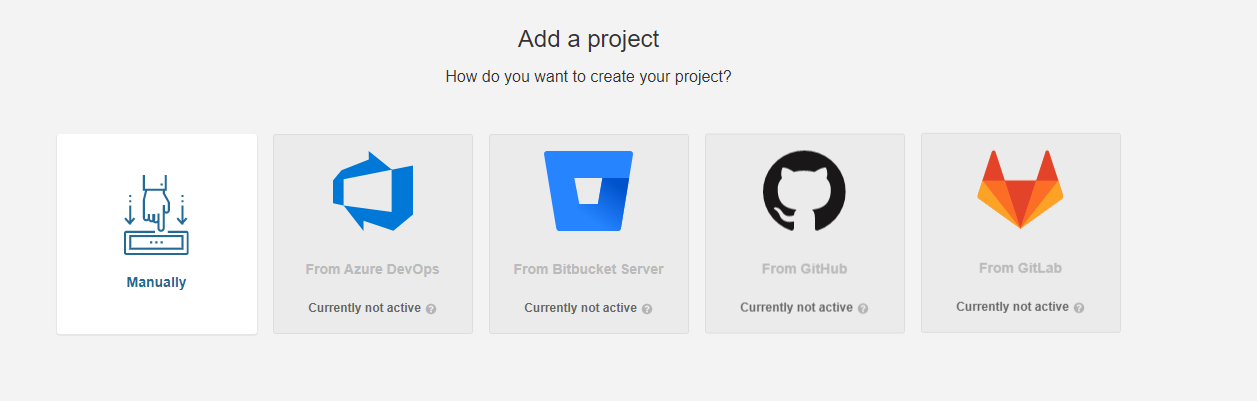 Add a project
How do you want to create your project?
Manually
From Azure DevOps
Currently not active ?
From Bitbucket Server
Currently not active ?
From GitHub
Currently not active ?
From GitLab
Currently not active ?